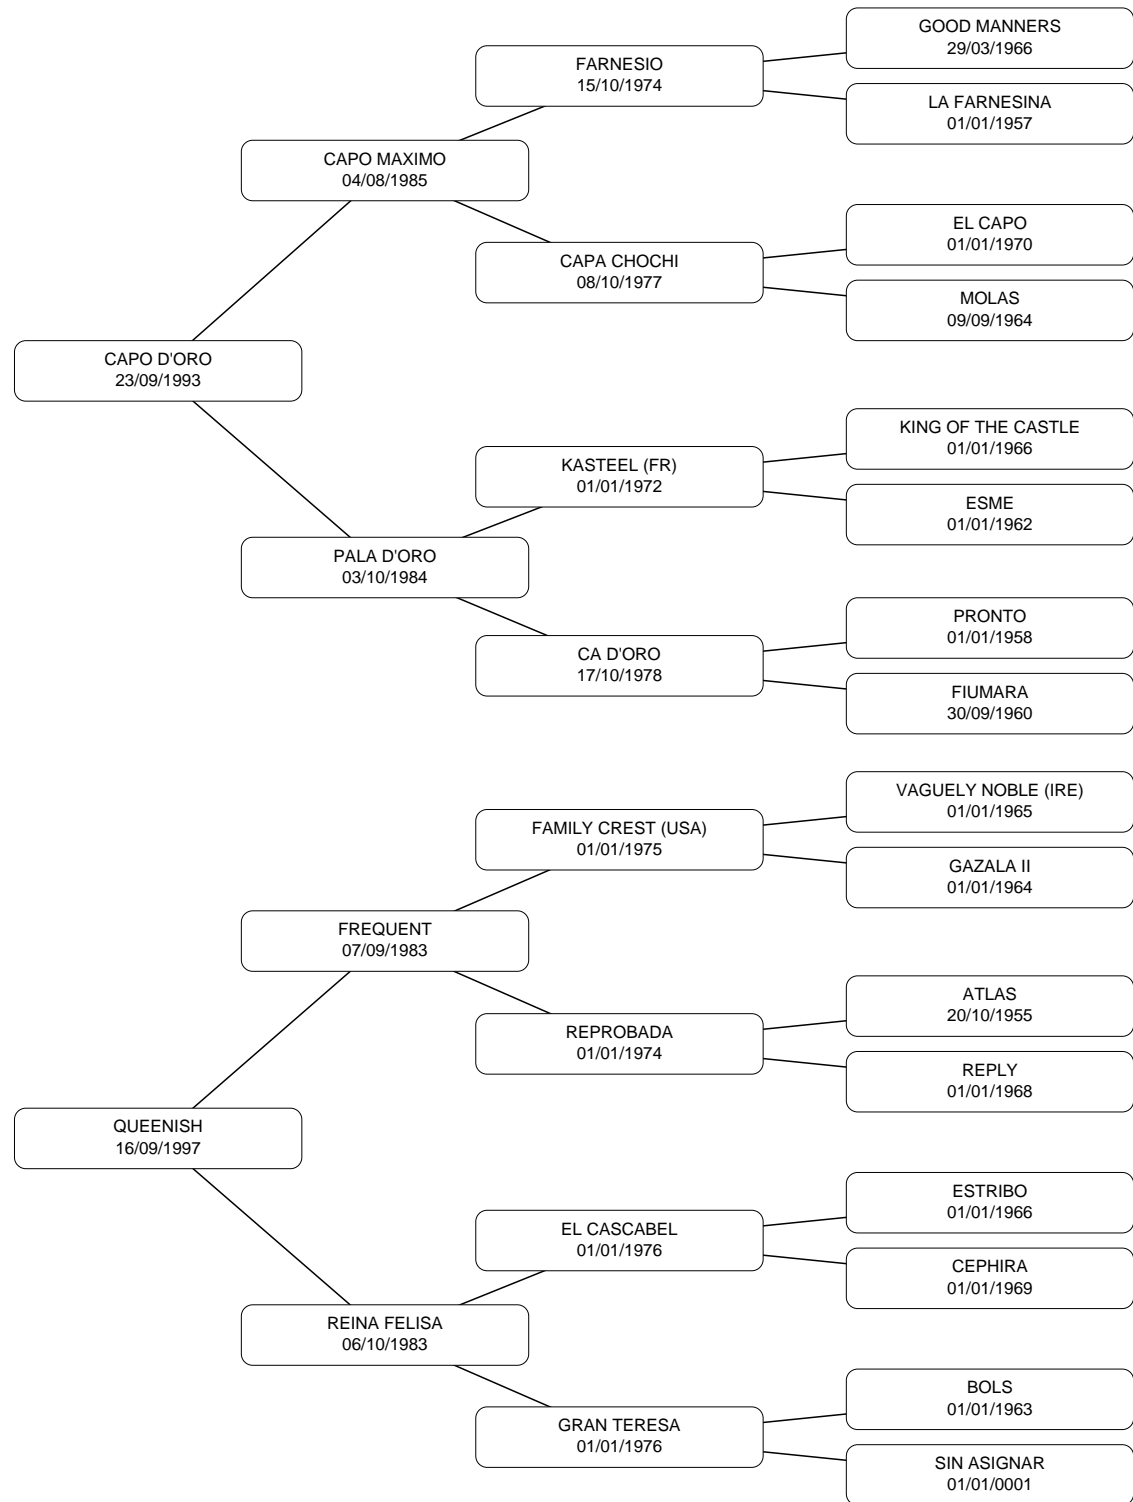 GOOD MANNERS
29/03/1966
FARNESIO
15/10/1974
LA FARNESINA
01/01/1957
CAPO MAXIMO
04/08/1985
EL CAPO
01/01/1970
CAPA CHOCHI
08/10/1977
MOLAS
09/09/1964
CAPO D'ORO
23/09/1993
KING OF THE CASTLE
01/01/1966
KASTEEL (FR)
01/01/1972
ESME
01/01/1962
PALA D'ORO
03/10/1984
PRONTO
01/01/1958
CA D'ORO
17/10/1978
FIUMARA
30/09/1960
VAGUELY NOBLE (IRE)
01/01/1965
FAMILY CREST (USA)
01/01/1975
GAZALA II
01/01/1964
FREQUENT
07/09/1983
ATLAS
20/10/1955
REPROBADA
01/01/1974
REPLY
01/01/1968
QUEENISH
16/09/1997
ESTRIBO
01/01/1966
EL CASCABEL
01/01/1976
CEPHIRA
01/01/1969
REINA FELISA
06/10/1983
BOLS
01/01/1963
GRAN TERESA
01/01/1976
SIN ASIGNAR
01/01/0001